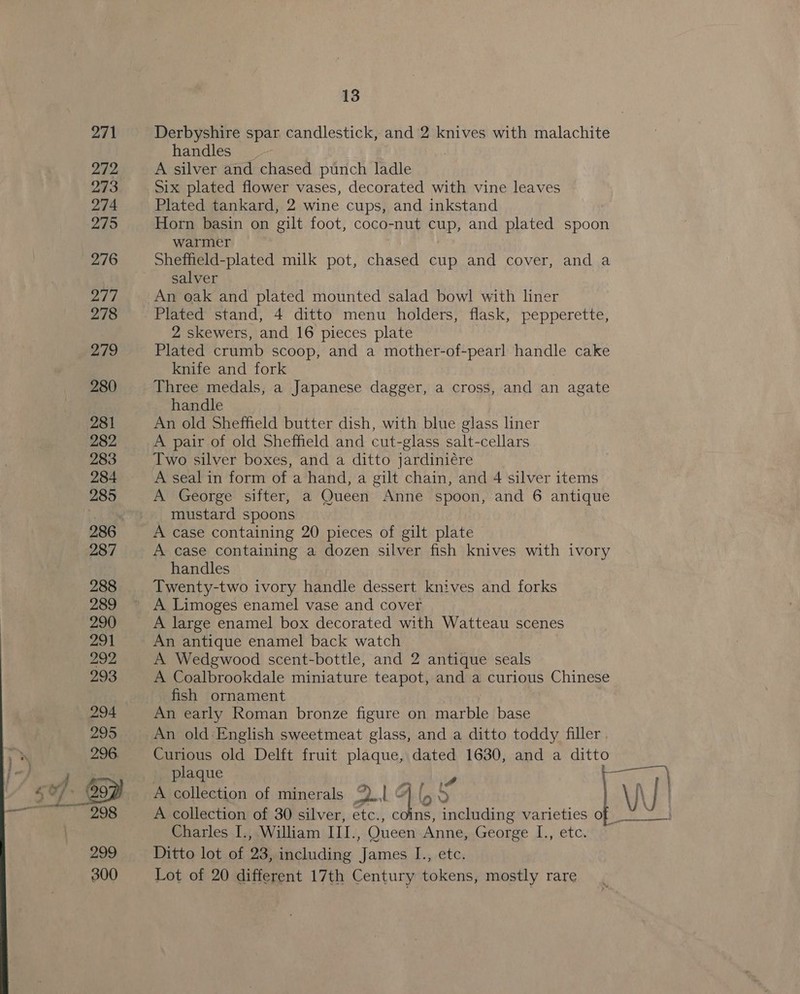 13
271 Derbyshire spar candlestick, and 2 knives with malachite
handles
272 A silver and chased punch ladle
273 Six plated flower vases, decorated with vine leaves
274 Plated tankard, 2 wine cups, and inkstand
275 Horn basin on gilt foot, coco-nut cup, and plated spoon
warmer
276 Sheffield-plated milk pot, chased cup and cover, and a
salver
277 An oak and plated mounted salad bowl with liner
278 Plated stand, 4 ditto menu holders, flask, pepperette,
2 skewers, and 16 pieces plate
279 Plated crumb scoop, and a mother-of-pearl handle cake
knife and fork
280 Three medals, a Japanese dagger, a cross, and an agate
handle
281 An old Sheffield butter dish, with blue glass liner
282 A pair of old Sheffield and cut-glass salt-cellars
283 Two silver boxes, and a ditto jardiniére
284 A seal in form of a hand, a gilt chain, and 4 silver items
285 A George sifter, a Queen Anne spoon, and 6 antique
mustard spoons
286 A case containing 20 pieces of gilt plate
287 A case containing a dozen silver fish knives with ivory
handles
288 Twenty-two ivory handle dessert knives and forks
289 A Limoges enamel vase and cover
290 A large enamel box decorated with Watteau scenes
291 An antique enamel back watch
292 A Wedgwood scent-bottle, and 2 antique seals
293 A Coalbrookdale miniature teapot, and a curious Chinese
fish ornament
294 An early Roman bronze figure on marble base
295 An old English sweetmeat glass, and a ditto toddy filler
296 Curious old Delft fruit plaque, dated 1630, and a ditto
plaque
297 A collection of minerals
298 A collection of 30 silver, etc., coins, including varieties of
Charles I., William III., Queen Anne, George I., etc.
299 Ditto lot of 23, including James I., etc.
300 Lot of 20 different 17th Century tokens, mostly rare